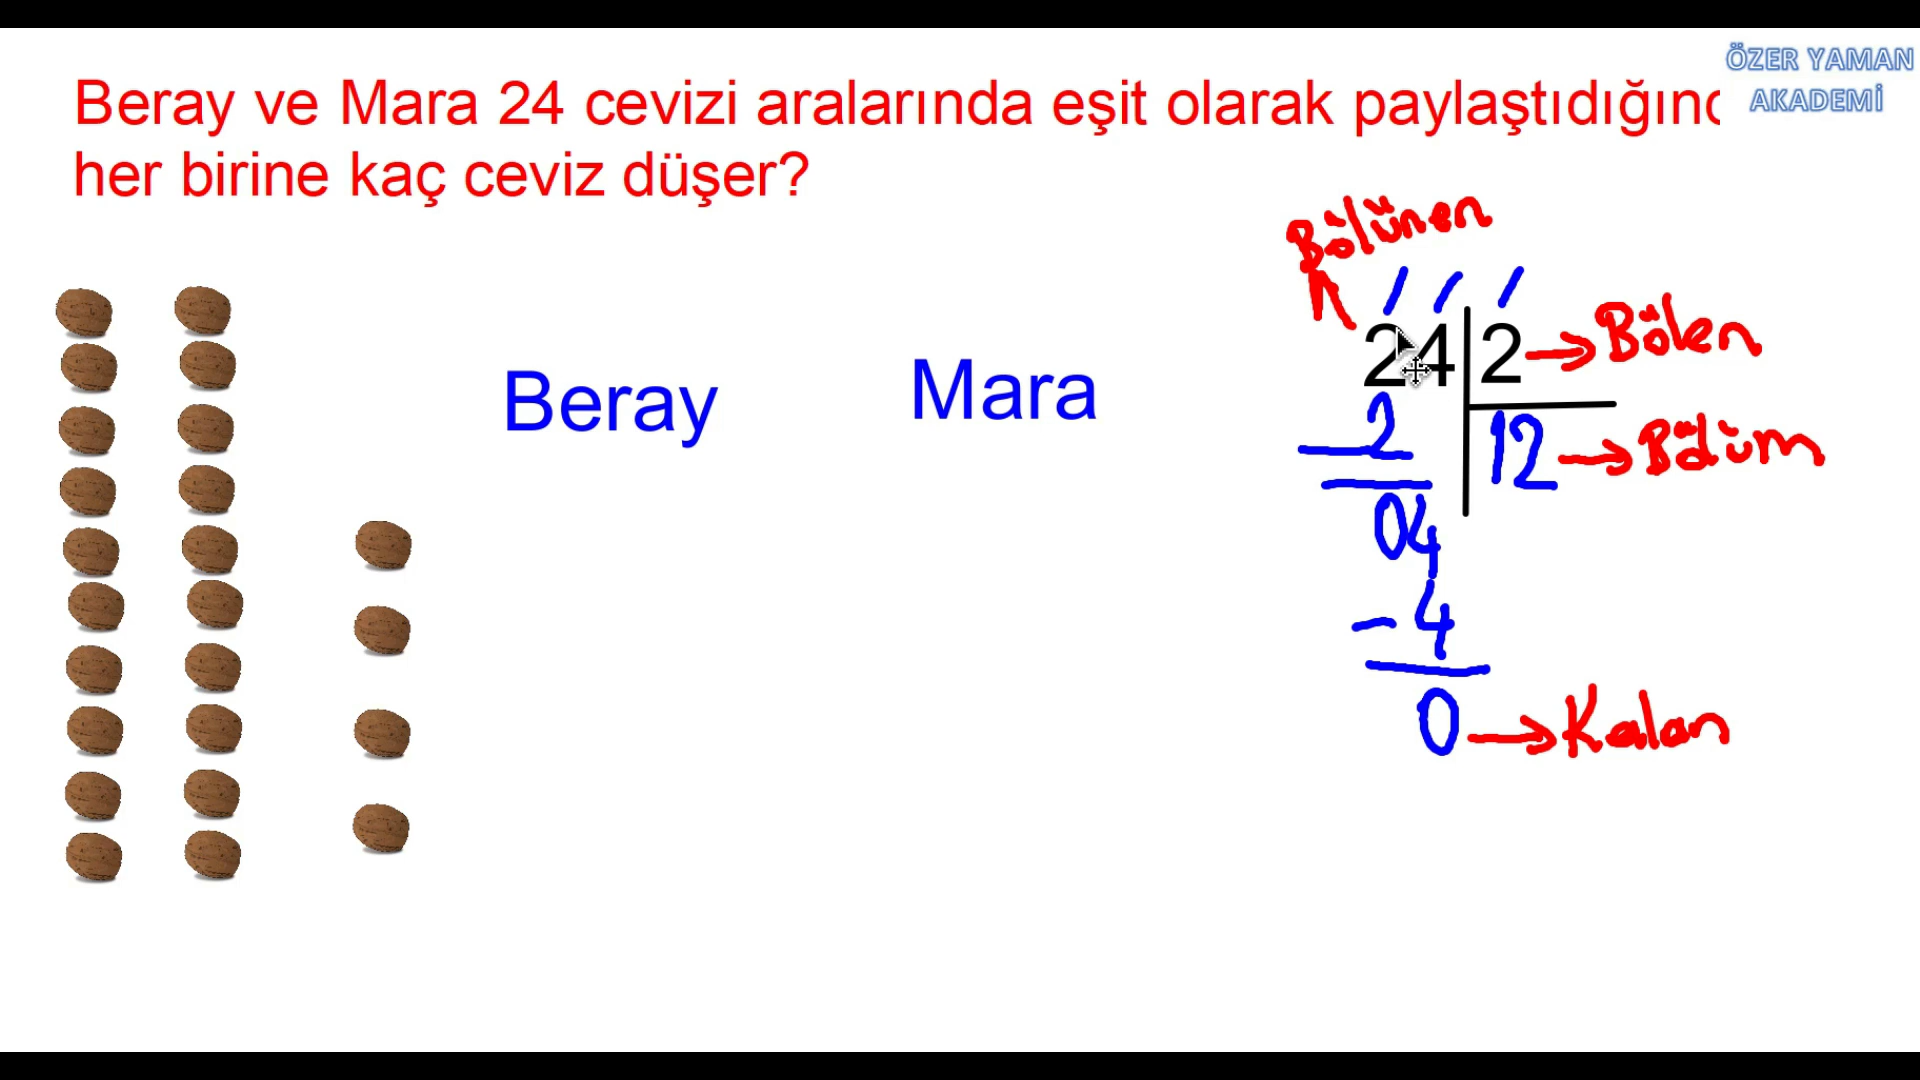 ÖZER YAMAN
AKADEMİ
Beray ve Mara 24 cevizi aralarında eşit olarak paylaştıdığınd
her birine kaç ceviz düşer?
Bölünen
24 2 Bölen
Beray Mara
2 12 Bölüm
04
- 4
0 Kalan